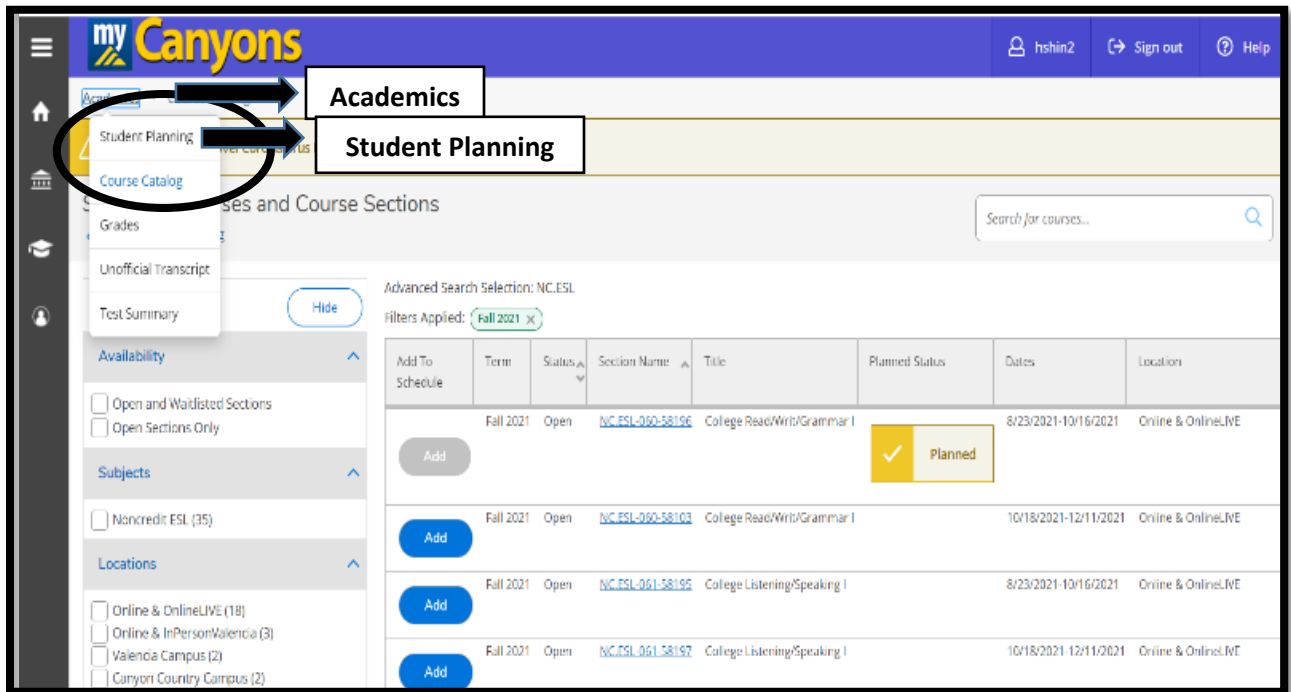 my Canyons
hshin2 Sign out Help
Academics
Academics
Student Planning
Student Planning
Course Catalog
Courses and Course Sections
Search for courses...
Grades
Unofficial Transcript
Test Summary
Hide
Advanced Search Selection: NC.ESL
Filters Applied: Fall 2021 ×
Availability
Open and Waitlisted Sections
Open Sections Only
Subjects
Noncredit ESL (35)
Locations
Online & OnlineLIVE (18)
Online & InPersonValencia (3)
Valencia Campus (2)
Canyon Country Campus (2)
Add To Schedule Term Status Section Name Title Planned Status Dates Location
Add Fall 2021 Open NC.ESL-060-58196 College Read/Writ/Grammar I Planned 8/23/2021-10/16/2021 Online & OnlineLIVE
Add Fall 2021 Open NC.ESL-060-58103 College Read/Writ/Grammar I 10/18/2021-12/11/2021 Online & OnlineLIVE
Add Fall 2021 Open NC.ESL-061-58195 College Listening/Speaking I 8/23/2021-10/16/2021 Online & OnlineLIVE
Add Fall 2021 Open NC.ESL-061-58197 College Listening/Speaking I 10/18/2021-12/11/2021 Online & OnlineLIVE